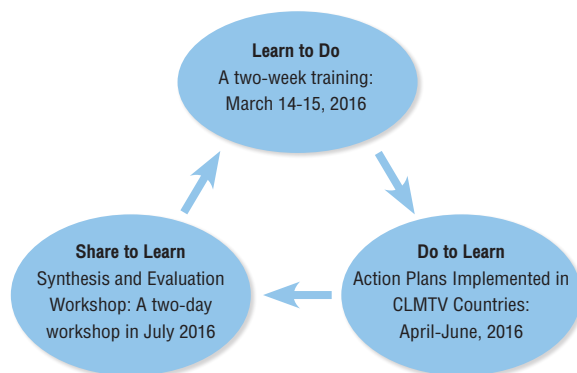 Learn to Do
A two-week training:
March 14-15, 2016
Share to Learn
Synthesis and Evaluation
Workshop: A two-day
workshop in July 2016
Do to Learn
Action Plans Implemented in
CLMTV Countries:
April-June, 2016